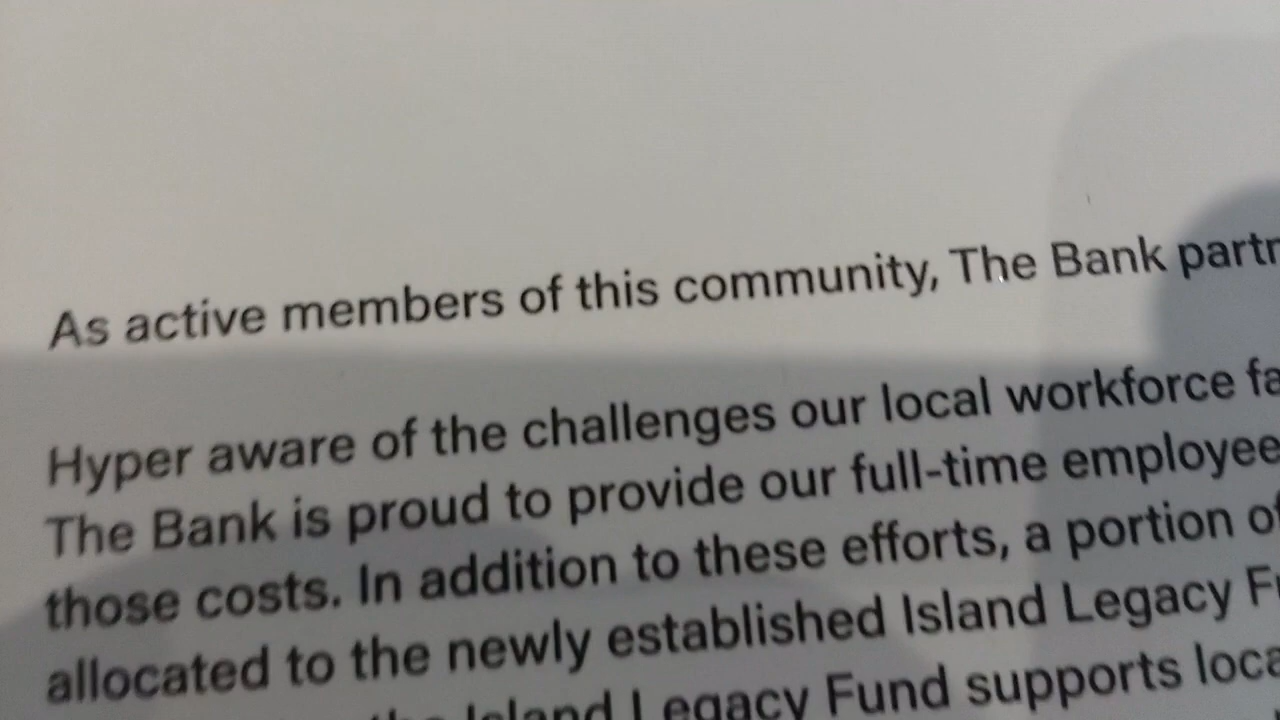 As active members of this community, The Bank
Hyper aware of the challenges our local workforce
The Bank is proud to provide our full-time
those costs. In addition to these efforts, a portion
allocated to the newly established Island Legacy
the Island Legacy Fund supports